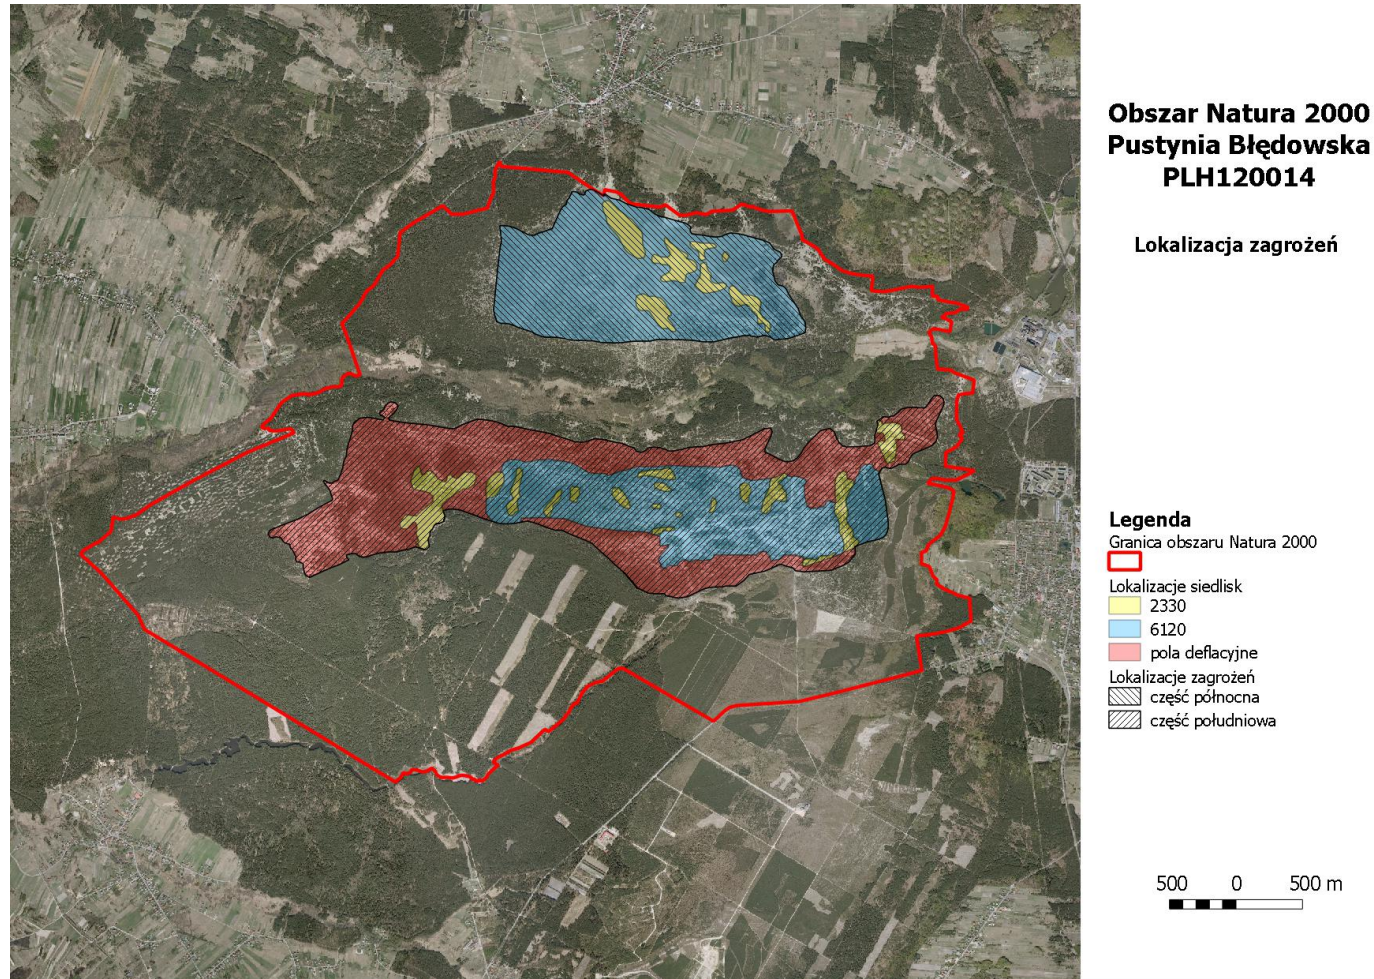 Obszar Natura 2000
Pustynia Błędowska
PLH120014
Lokalizacja zagrożeń
Legenda
Granica obszaru Natura 2000
Lokalizacje siedlisk
2330
6120
pola deflacyjne
Lokalizacje zagrożeń
część północna
część południowa
500 0 500 m